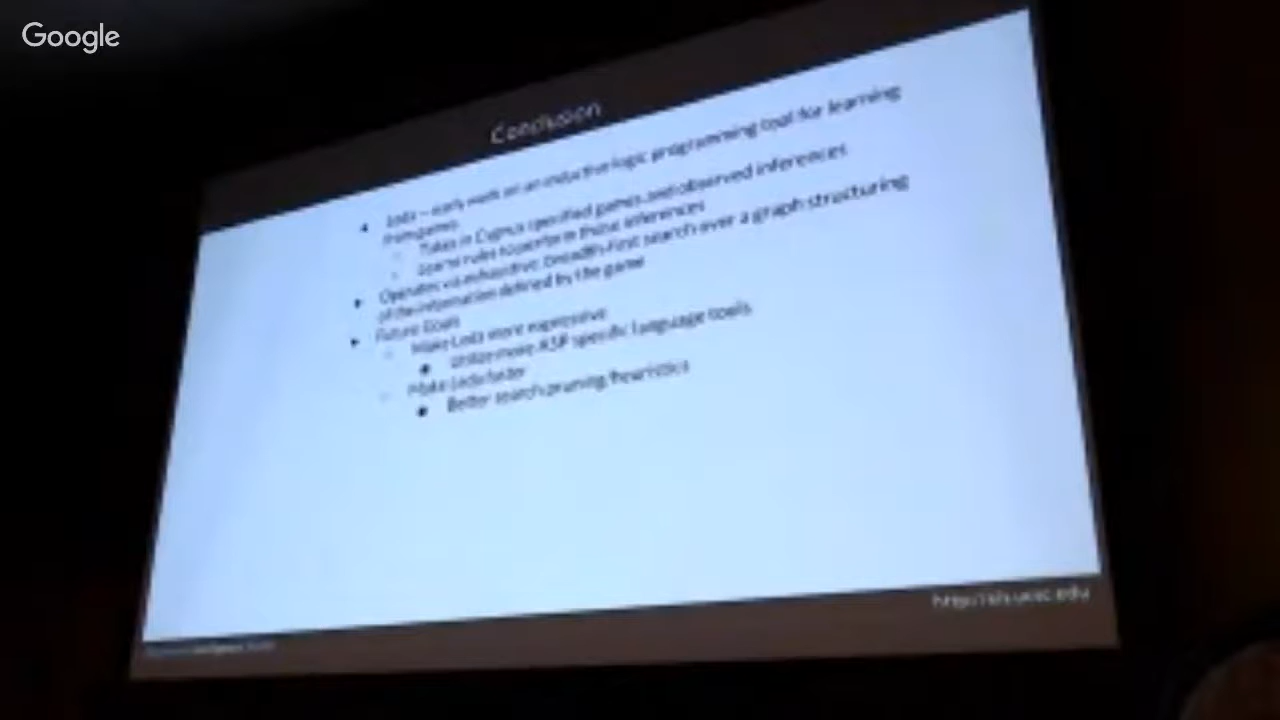 Google
Conclusion
– early work on an inductive logic programming tool for learning
from games
Takes in Cygnus specified games and observed inferences
Learns rules to perform those inferences
Operates via exhaustive breadth-first search over a graph structuring
of the information defined by the game
Future Goals
Make more expressive
Utilize more ASP specific language tools
Make faster
Better search pruning/heuristics